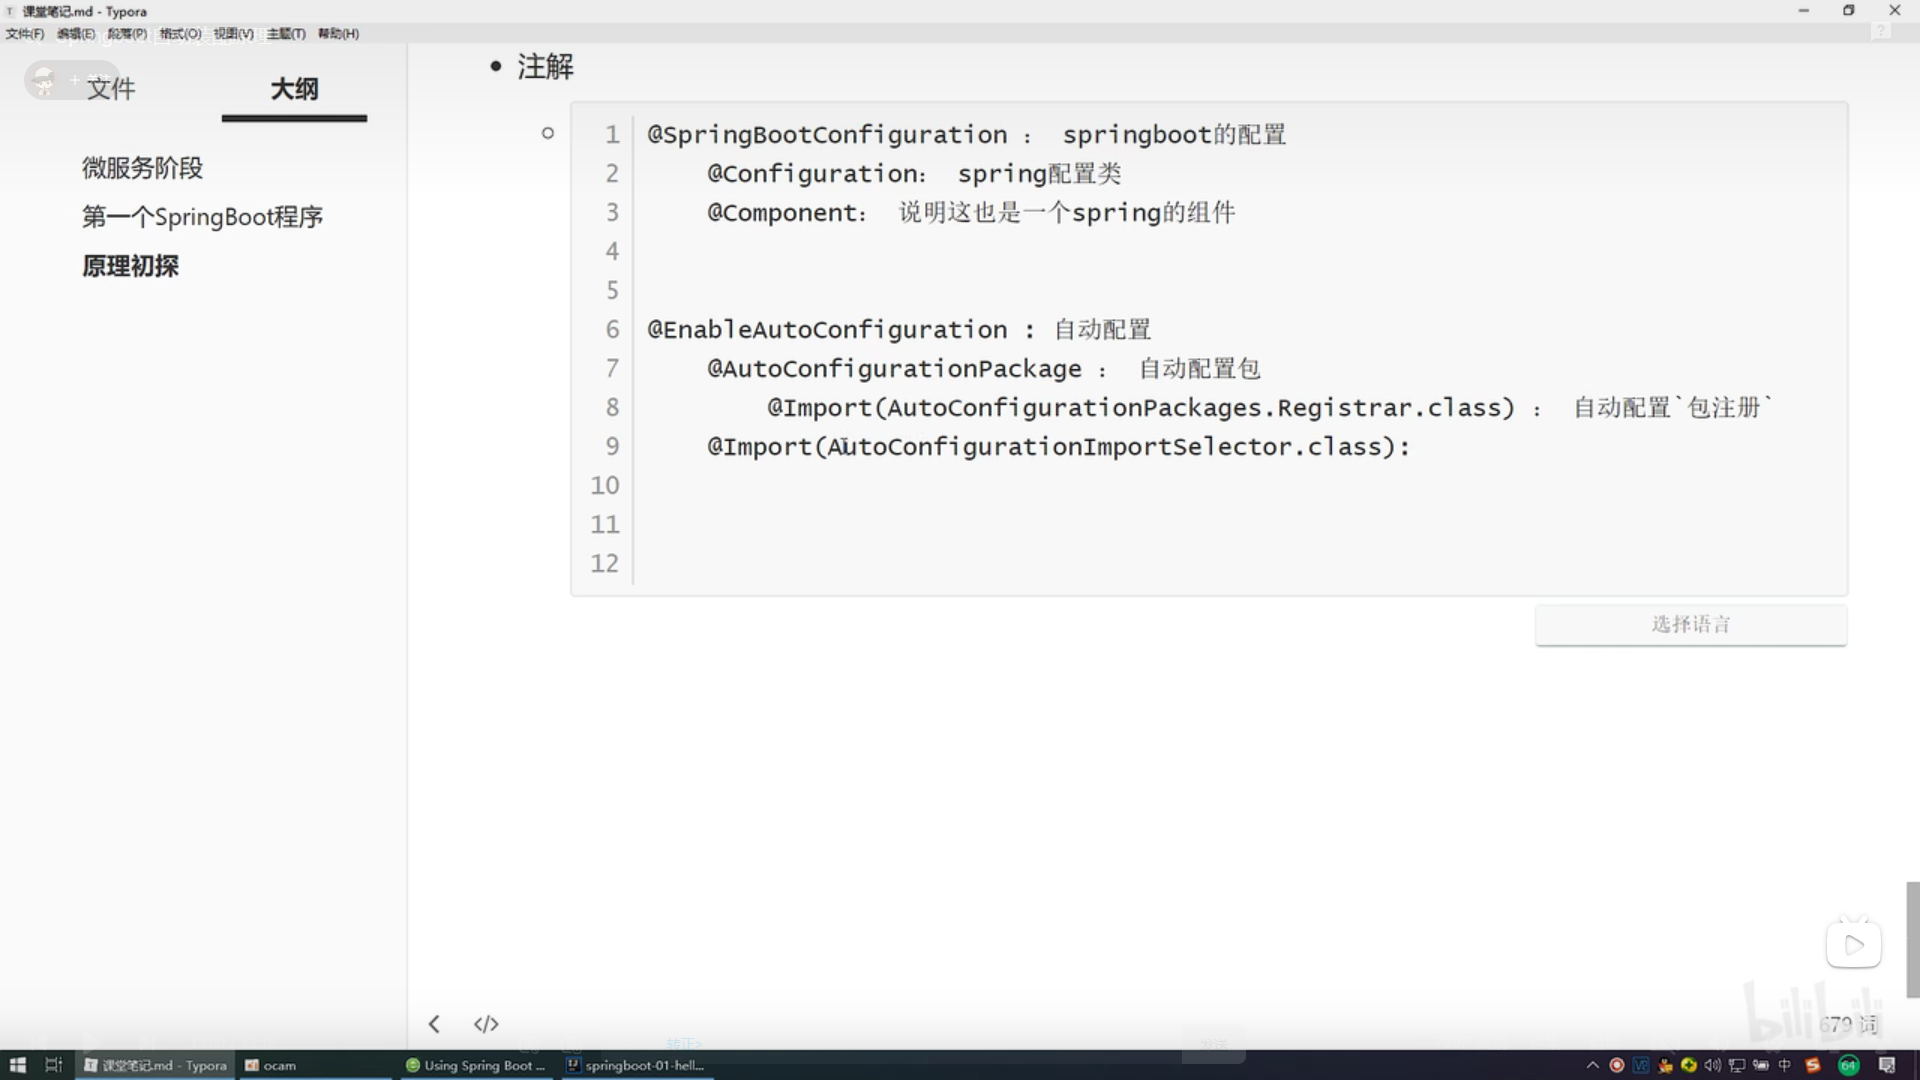 课堂笔记.md - Typora
文件(F) 编辑(E) 段落(P) 格式(O) 视图(V) 主题(T) 帮助(H)
文件 大纲
微服务阶段
第一个SpringBoot程序
原理初探
注解
1 @SpringBootConfiguration : springboot的配置
2 @Configuration: spring配置类
3 @Component: 说明这也是一个spring的组件
4
5
6 @EnableAutoConfiguration : 自动配置
7 @AutoConfigurationPackage : 自动配置包
8 @Import(AutoConfigurationPackages.Registrar.class) : 自动配置`包注册`
9 @Import(AutoConfigurationImportSelector.class):
10
11
12
选择语言
bilibili
679 词
</>
转正>
发送
课堂笔记.md - Typora ocam Using Spring Boot ... springboot-01-hell... 中 64